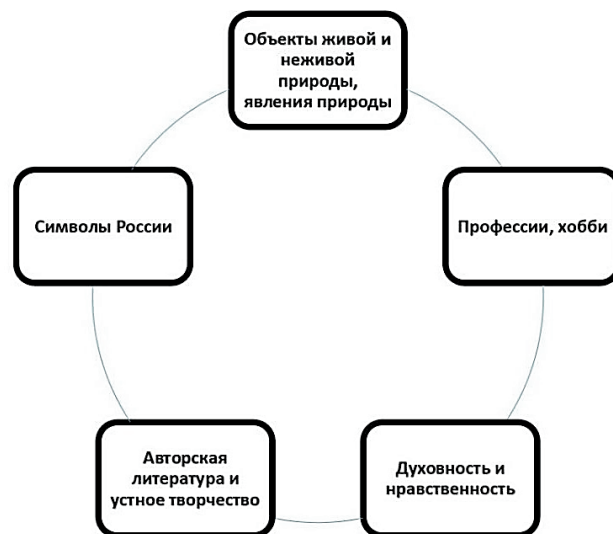 Объекты живой и
неживой
природы,
явления природы
Символы России
Профессии, хобби
Авторская
литература и
устное творчество
Духовность и
нравственность